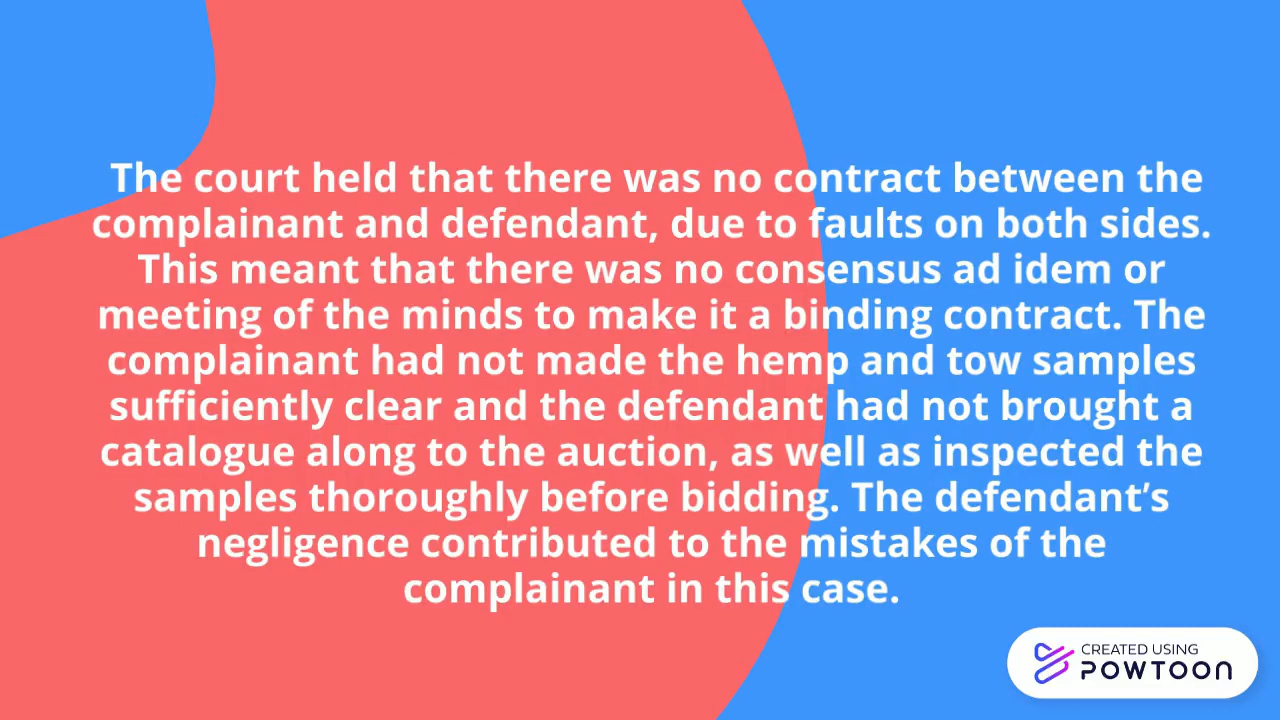 The court held that there was no contract between the
complainant and defendant, due to faults on both sides.
This meant that there was no consensus ad idem or
meeting of the minds to make it a binding contract. The
complainant had not made the hemp and tow samples
sufficiently clear and the defendant had not brought a
catalogue along to the auction, as well as inspected the
samples thoroughly before bidding. The defendant’s
negligence contributed to the mistakes of the
complainant in this case.
CREATED USING
POWTOON